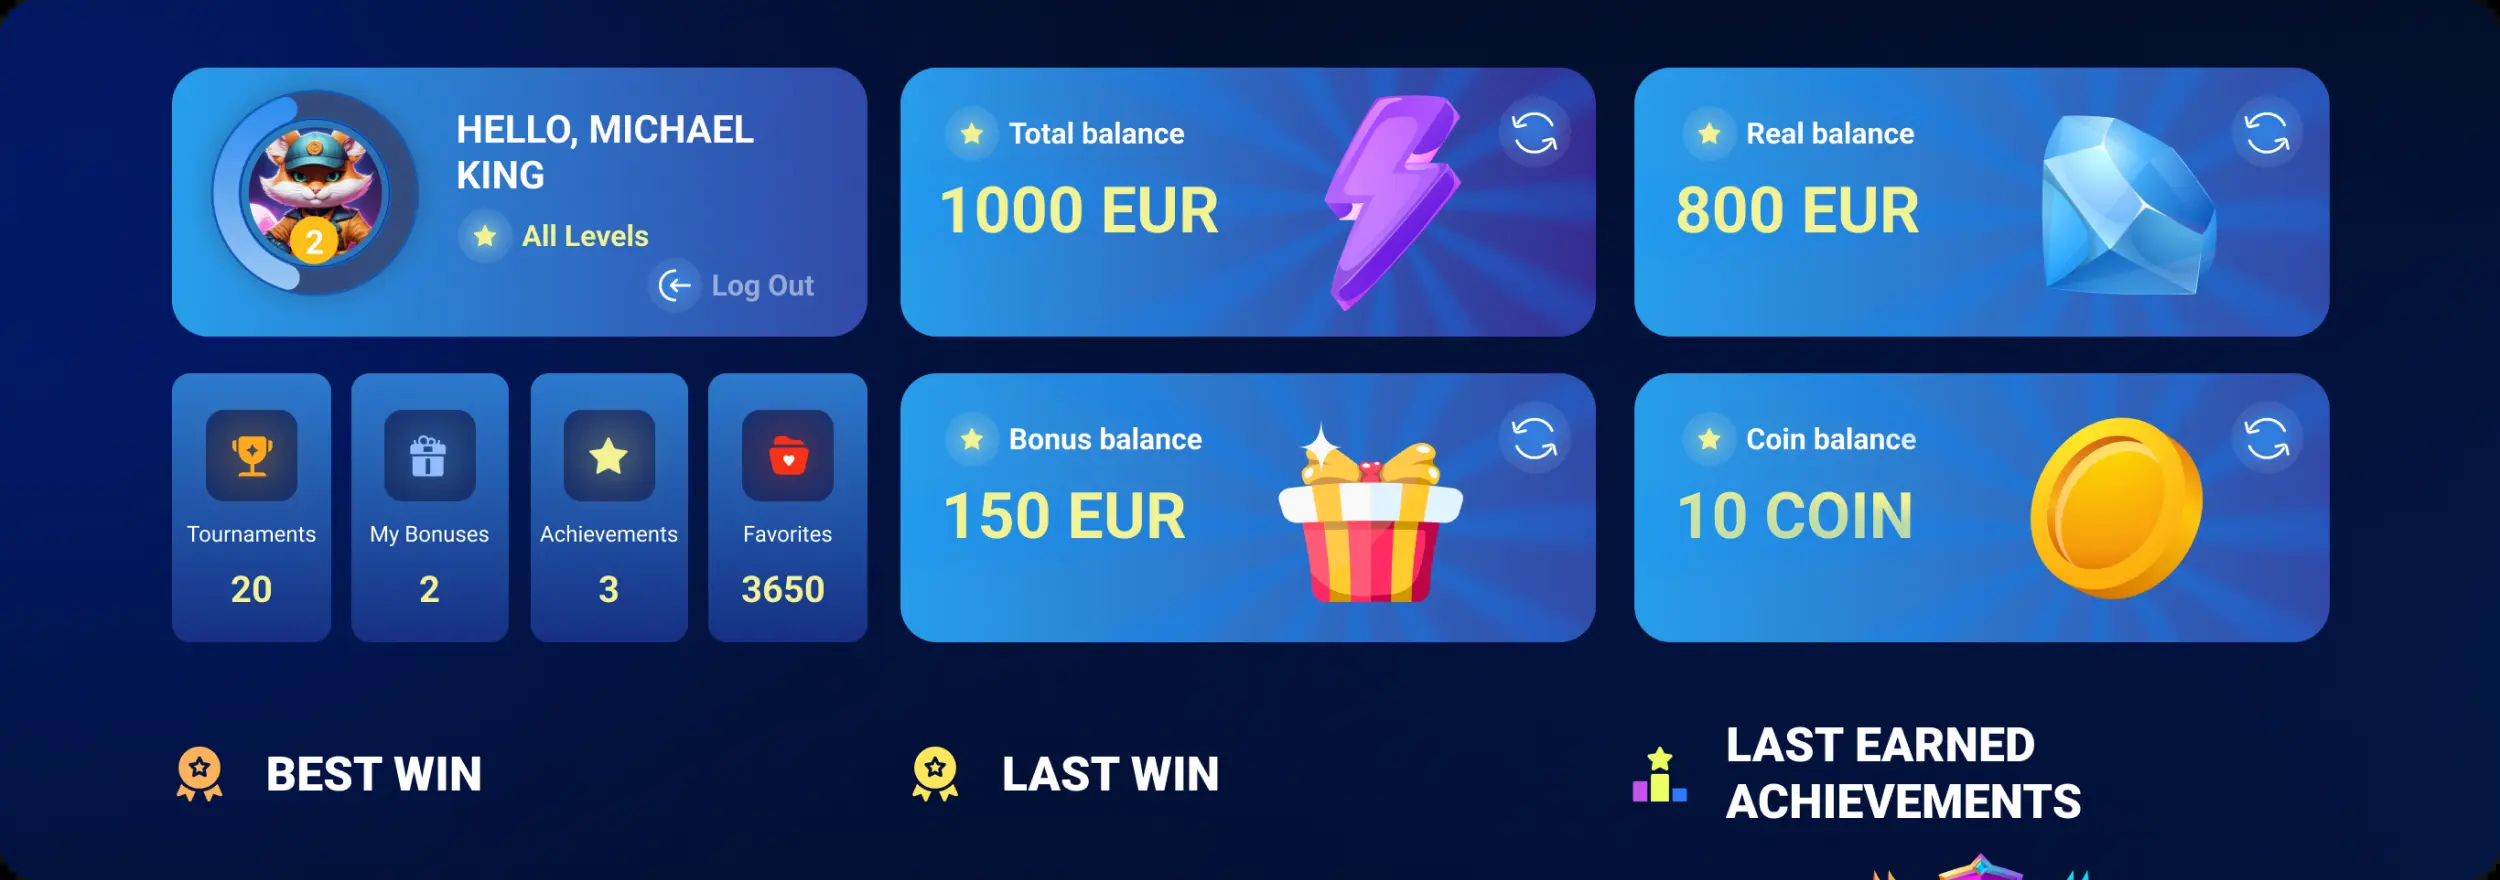 HELLO, MICHAEL
KING
2
All Levels
Log Out
Total balance
1000 EUR
Real balance
800 EUR
Tournaments
20
My Bonuses
2
Achievements
3
Favorites
3650
Bonus balance
150 EUR
Coin balance
10 COIN
BEST WIN
LAST WIN
LAST EARNED
ACHIEVEMENTS